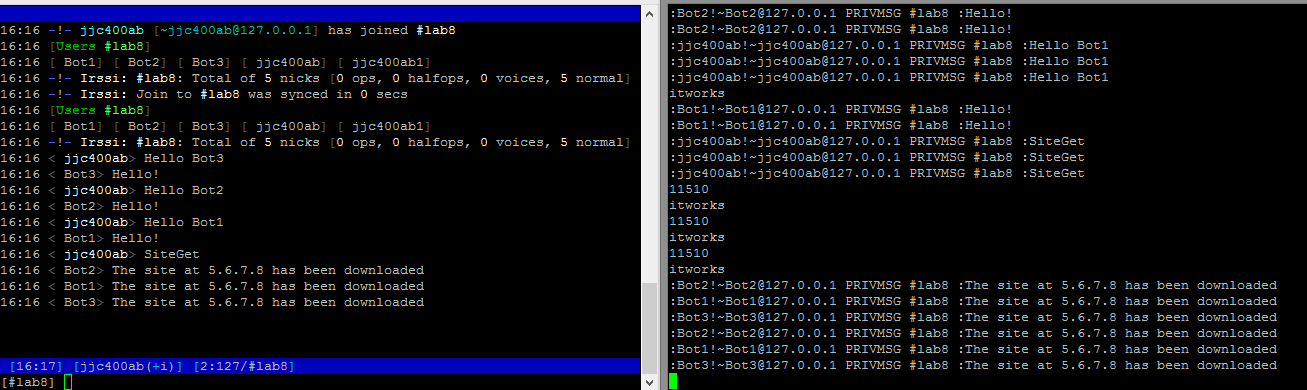 16:16 -!- jjc400ab [~jjc400ab@127.0.0.1] has joined #lab8
16:16 [Users #lab8]
16:16 [ Bot1] [ Bot2] [ Bot3] [ jjc400ab] [ jjc400ab1]
16:16 -!- Irssi: #lab8: Total of 5 nicks [0 ops, 0 halfops, 0 voices, 5 normal]
16:16 -!- Irssi: Join to #lab8 was synced in 0 secs
16:16 [Users #lab8]
16:16 [ Bot1] [ Bot2] [ Bot3] [ jjc400ab] [ jjc400ab1]
16:16 -!- Irssi: #lab8: Total of 5 nicks [0 ops, 0 halfops, 0 voices, 5 normal]
16:16 < jjc400ab> Hello Bot3
16:16 < Bot3> Hello!
16:16 < jjc400ab> Hello Bot2
16:16 < Bot2> Hello!
16:16 < jjc400ab> Hello Bot1
16:16 < Bot1> Hello!
16:16 < jjc400ab> SiteGet
16:16 < Bot2> The site at 5.6.7.8 has been downloaded
16:16 < Bot1> The site at 5.6.7.8 has been downloaded
16:16 < Bot3> The site at 5.6.7.8 has been downloaded
[16:17] [jjc400ab(+i)] [2:127/#lab8]
[#lab8]
:Bot2!~Bot2@127.0.0.1 PRIVMSG #lab8 :Hello!
:Bot2!~Bot2@127.0.0.1 PRIVMSG #lab8 :Hello!
:jjc400ab!~jjc400ab@127.0.0.1 PRIVMSG #lab8 :Hello Bot1
:jjc400ab!~jjc400ab@127.0.0.1 PRIVMSG #lab8 :Hello Bot1
:jjc400ab!~jjc400ab@127.0.0.1 PRIVMSG #lab8 :Hello Bot1
itworks
:Bot1!~Bot1@127.0.0.1 PRIVMSG #lab8 :Hello!
:Bot1!~Bot1@127.0.0.1 PRIVMSG #lab8 :Hello!
:jjc400ab!~jjc400ab@127.0.0.1 PRIVMSG #lab8 :SiteGet
:jjc400ab!~jjc400ab@127.0.0.1 PRIVMSG #lab8 :SiteGet
:jjc400ab!~jjc400ab@127.0.0.1 PRIVMSG #lab8 :SiteGet
11510
itworks
11510
itworks
11510
itworks
:Bot2!~Bot2@127.0.0.1 PRIVMSG #lab8 :The site at 5.6.7.8 has been downloaded
:Bot1!~Bot1@127.0.0.1 PRIVMSG #lab8 :The site at 5.6.7.8 has been downloaded
:Bot3!~Bot3@127.0.0.1 PRIVMSG #lab8 :The site at 5.6.7.8 has been downloaded
:Bot2!~Bot2@127.0.0.1 PRIVMSG #lab8 :The site at 5.6.7.8 has been downloaded
:Bot1!~Bot1@127.0.0.1 PRIVMSG #lab8 :The site at 5.6.7.8 has been downloaded
:Bot3!~Bot3@127.0.0.1 PRIVMSG #lab8 :The site at 5.6.7.8 has been downloaded